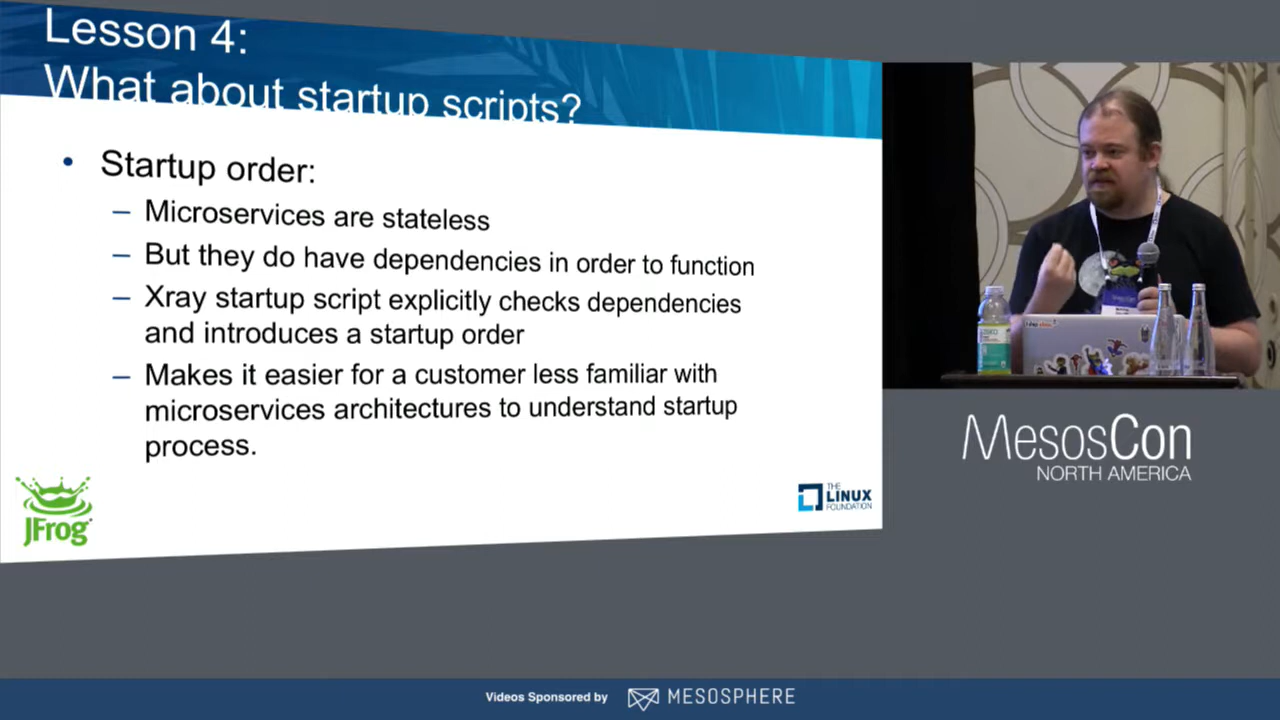 Lesson 4:
What about startup scripts?
• Startup order:
– Microservices are stateless
– But they do have dependencies in order to function
– Xray startup script explicitly checks dependencies
and introduces a startup order
– Makes it easier for a customer less familiar with
microservices architectures to understand startup
process.
JFrog
THE
LINUX
FOUNDATION
MesosCon
NORTH AMERICA
Videos Sponsored by
MESOSPHERE